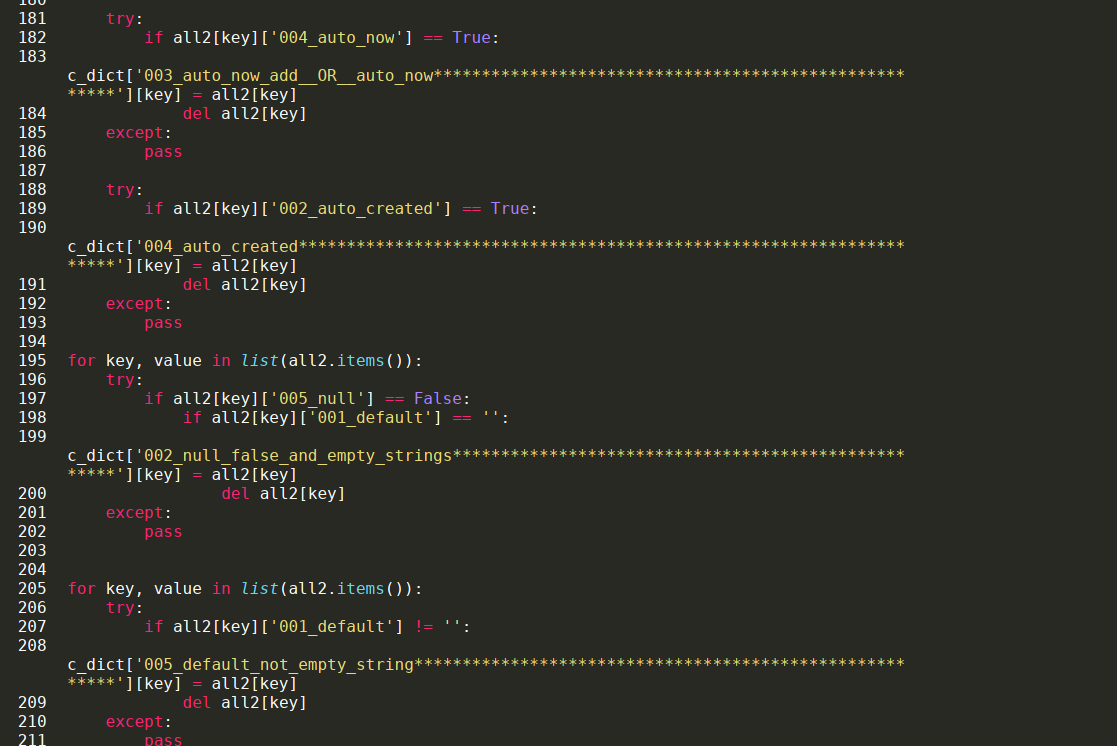 180
181 try:
182 if all2[key]['004_auto_now'] == True:
183
c_dict['003_auto_now_add__OR__auto_now*************************************************
*****'][key] = all2[key]
184 del all2[key]
185 except:
186 pass
187
188 try:
189 if all2[key]['002_auto_created'] == True:
190
c_dict['004_auto_created***************************************************************
*****'][key] = all2[key]
191 del all2[key]
192 except:
193 pass
194
195 for key, value in list(all2.items()):
196 try:
197 if all2[key]['005_null'] == False:
198 if all2[key]['001_default'] == '':
199
c_dict['002_null_false_and_empty_strings***********************************************
*****'][key] = all2[key]
200 del all2[key]
201 except:
202 pass
203
204
205 for key, value in list(all2.items()):
206 try:
207 if all2[key]['001_default'] != '':
208
c_dict['005_default_not_empty_string***************************************************
*****'][key] = all2[key]
209 del all2[key]
210 except:
211 pass